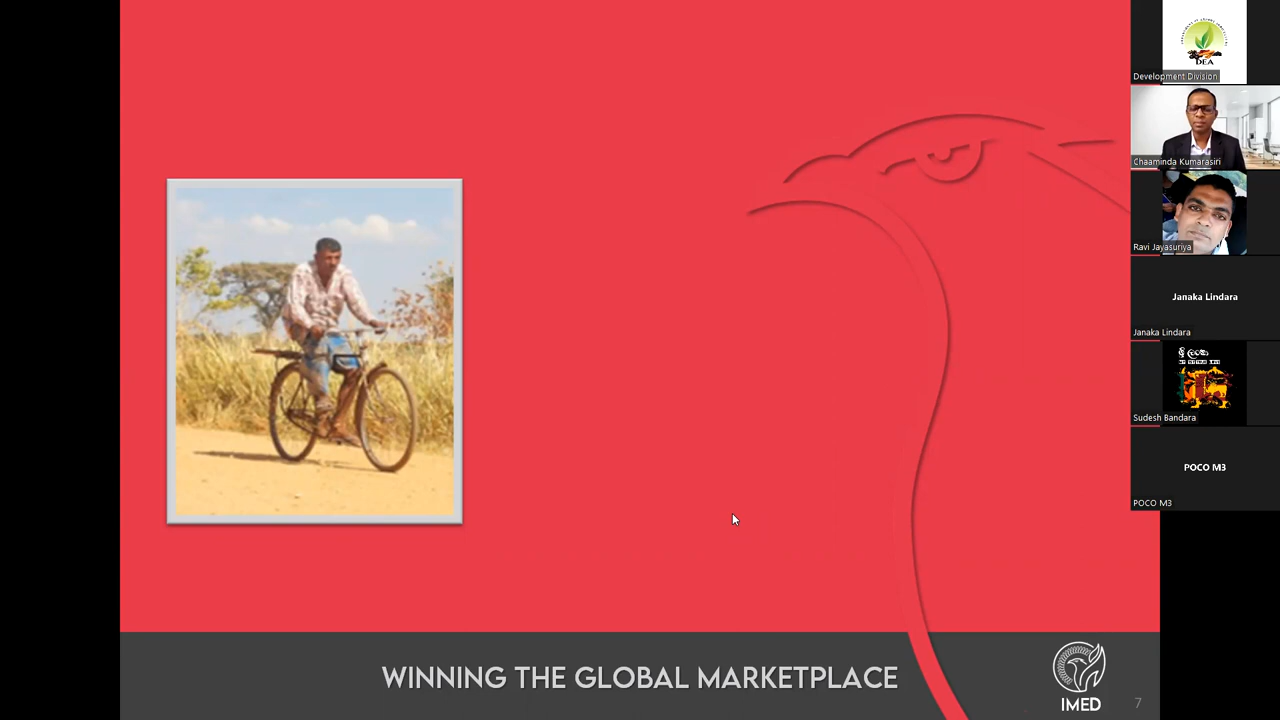 WINNING THE GLOBAL MARKETPLACE
IMED
7
DEA
Development Division
Chaaminda Kumarasiri
Ravi Jayasuriya
Janaka Lindara
Janaka Lindara
ශ්‍රී ලංකා
Sudesh Bandara
POCO M3
POCO M3